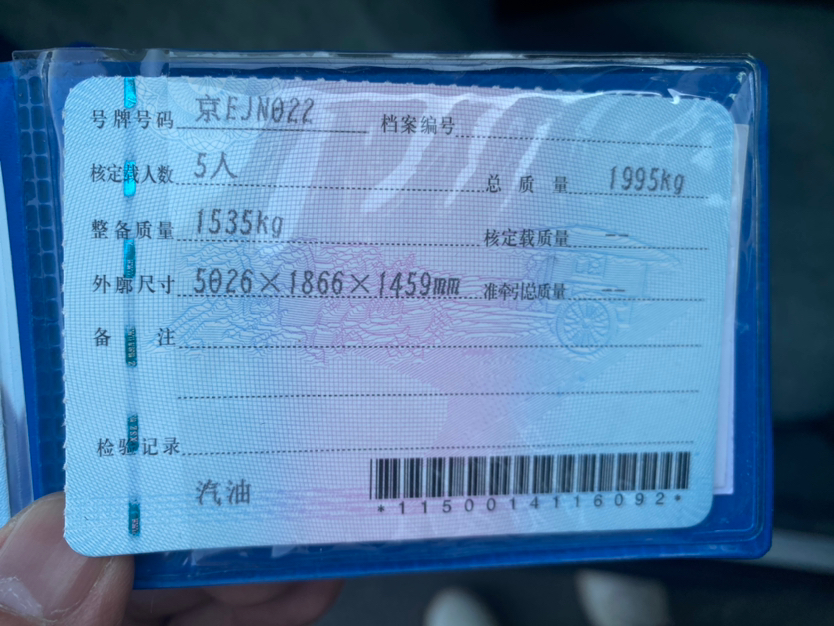 号牌号码 京EJN022 档案编号
核定载人数 5人 总质量 1995kg
整备质量 1535kg 核定载质量 --
外廓尺寸 5026×1866×1459mm 准牵引总质量 --
备注
检验记录
汽油
*1150014116092*